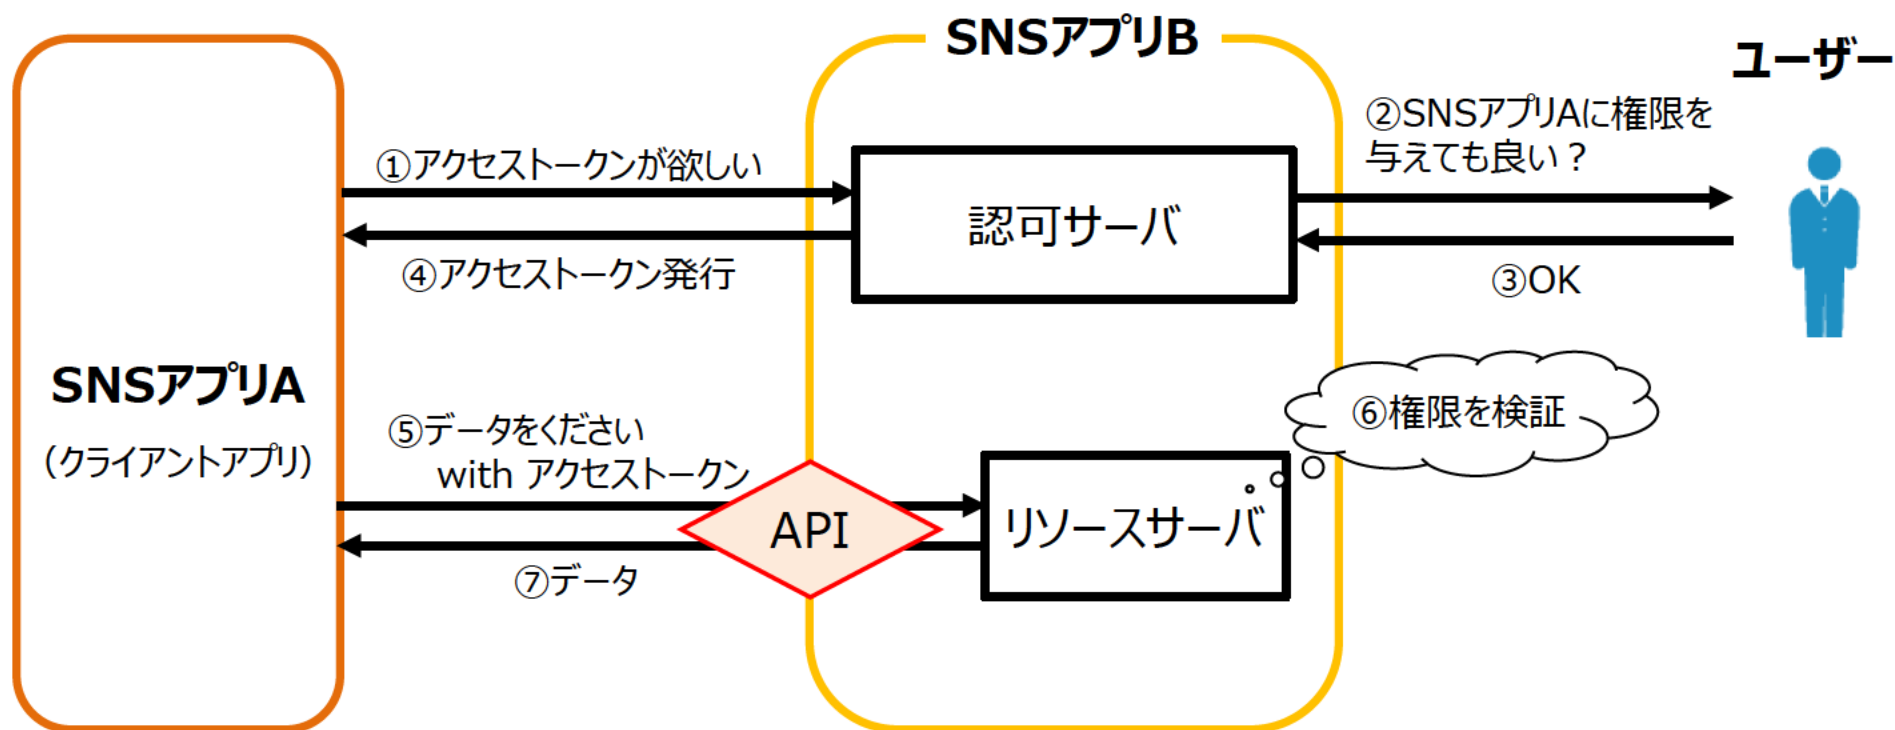 SNSアプリB
ユーザー
②SNSアプリAに権限を
与えても良い？
①アクセストークンが欲しい
認可サーバ
④アクセストークン発行
③OK
SNSアプリA
（クライアントアプリ）
⑥権限を検証
⑤データをください
with アクセストークン
API
リソースサーバ
⑦データ